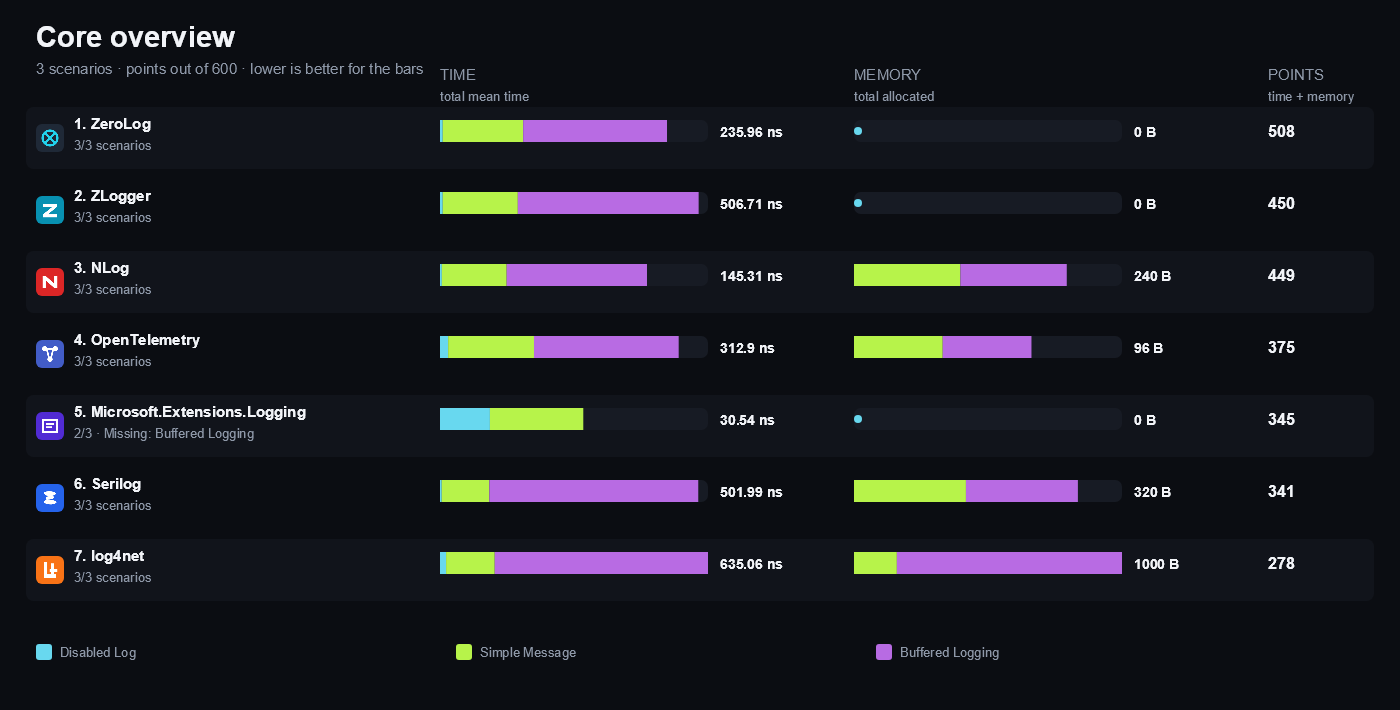 Core overview
3 scenarios · points out of 600 · lower is better for the bars
TIME
total mean time
MEMORY
total allocated
POINTS
time + memory
1. ZeroLog
3/3 scenarios
235.96 ns
0 B
508
2. ZLogger
3/3 scenarios
506.71 ns
0 B
450
3. NLog
3/3 scenarios
145.31 ns
240 B
449
4. OpenTelemetry
3/3 scenarios
312.9 ns
96 B
375
5. Microsoft.Extensions.Logging
2/3 · Missing: Buffered Logging
30.54 ns
0 B
345
6. Serilog
3/3 scenarios
501.99 ns
320 B
341
7. log4net
3/3 scenarios
635.06 ns
1000 B
278
Disabled Log
Simple Message
Buffered Logging